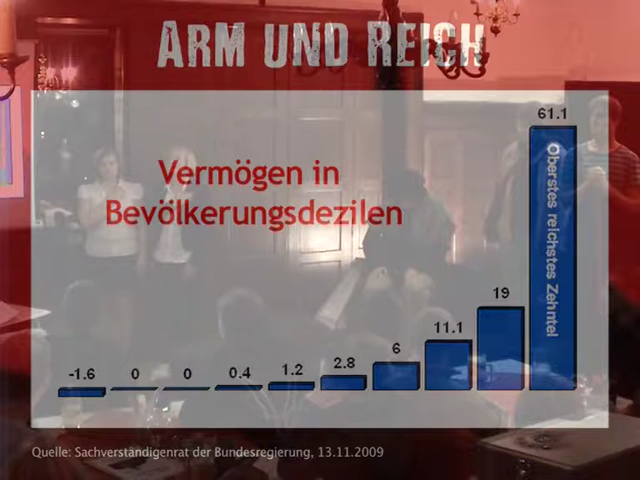 ARM UND REICH
Vermögen in
Bevölkerungsdezilen
-1.6
0
0
0.4
1.2
2.8
6
11.1
19
61.1
Oberstes reichstes Zehntel
Quelle: Sachverständigenrat der Bundesregierung, 13.11.2009